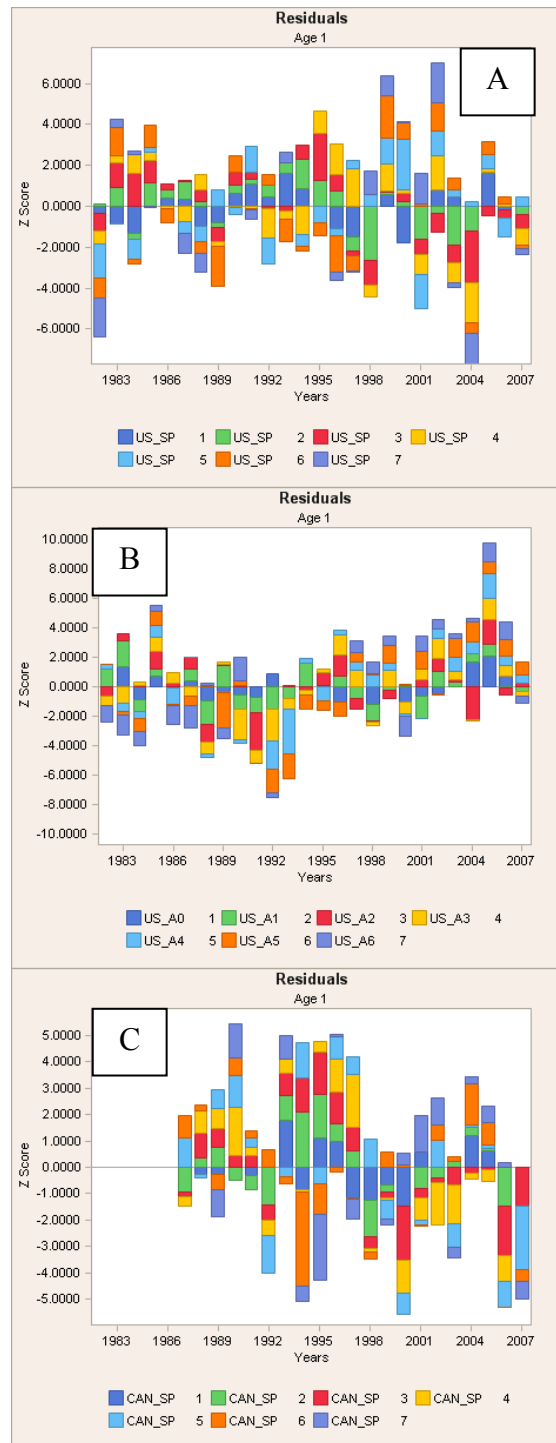 Residuals
Age 1
A
6.0000
4.0000
2.0000
0.0000
-2.0000
-4.0000
-6.0000
Z Score
1983 1986 1989 1992 1995 1998 2001 2004 2007
Years
US_SP 1 US_SP 2 US_SP 3 US_SP 4
US_SP 5 US_SP 6 US_SP 7
Residuals
Age 1
B
10.0000
8.0000
6.0000
4.0000
2.0000
0.0000
-2.0000
-4.0000
-6.0000
-8.0000
-10.0000
Z Score
1983 1986 1989 1992 1995 1998 2001 2004 2007
Years
US_A0 1 US_A1 2 US_A2 3 US_A3 4
US_A4 5 US_A5 6 US_A6 7
Residuals
Age 1
C
5.0000
4.0000
3.0000
2.0000
1.0000
0.0000
-1.0000
-2.0000
-3.0000
-4.0000
-5.0000
Z Score
1983 1986 1989 1992 1995 1998 2001 2004 2007
Years
CAN_SP 1 CAN_SP 2 CAN_SP 3 CAN_SP 4
CAN_SP 5 CAN_SP 6 CAN_SP 7